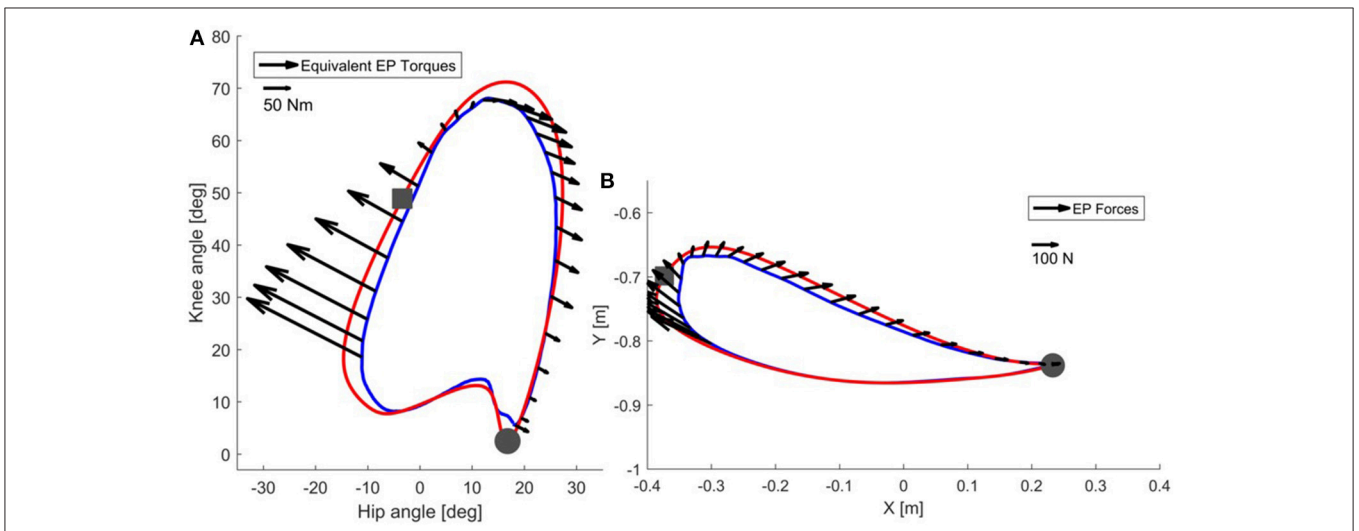 A
80
70
60
50
40
30
20
10
0
Knee angle [deg]
-30 -20 -10 0 10 20 30
Hip angle [deg]
Equivalent EP Torques
50 Nm
B
-0.6
-0.7
-0.8
-0.9
-1
Y [m]
-0.4 -0.3 -0.2 -0.1 0 0.1 0.2 0.3 0.4
X [m]
EP Forces
100 N